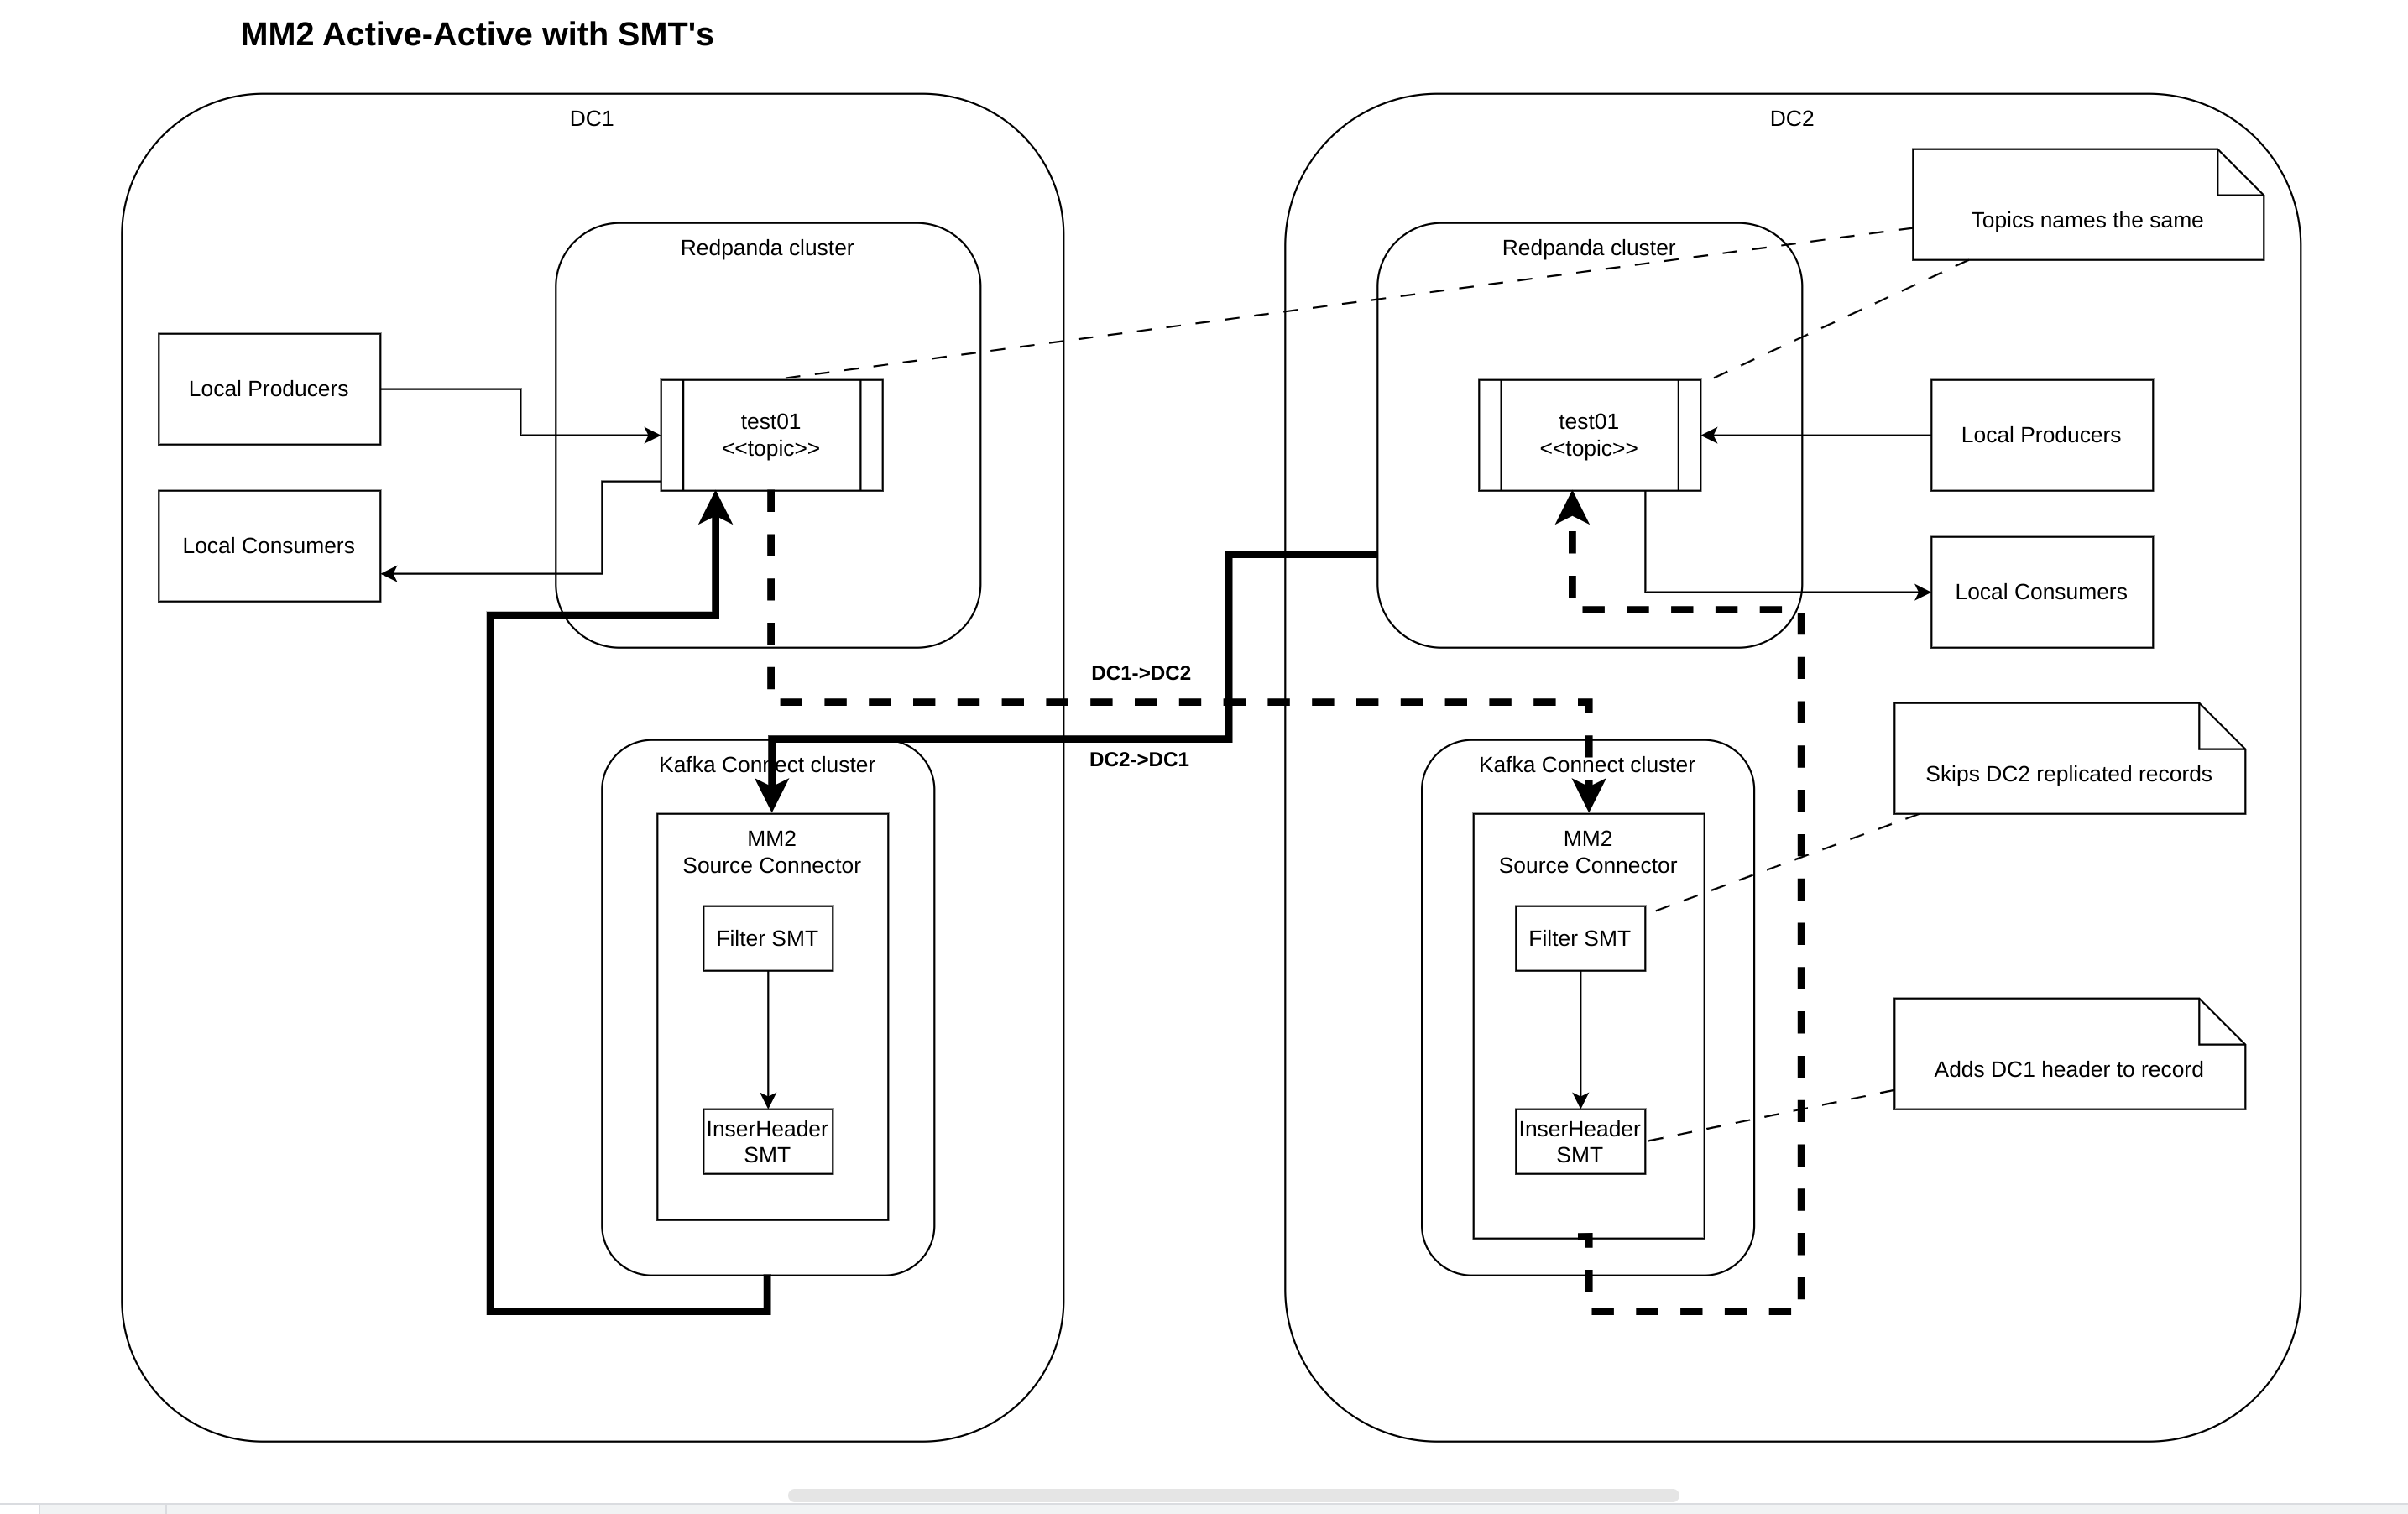 MM2 Active-Active with SMT's
DC1
Redpanda cluster
Local Producers
test01
<<topic>>
Local Consumers
Kafka Connect cluster
MM2
Source Connector
Filter SMT
InserHeader
SMT
DC1->DC2
DC2->DC1
DC2
Topics names the same
Redpanda cluster
test01
<<topic>>
Local Producers
Local Consumers
Kafka Connect cluster
MM2
Source Connector
Skips DC2 replicated records
Filter SMT
Adds DC1 header to record
InserHeader
SMT